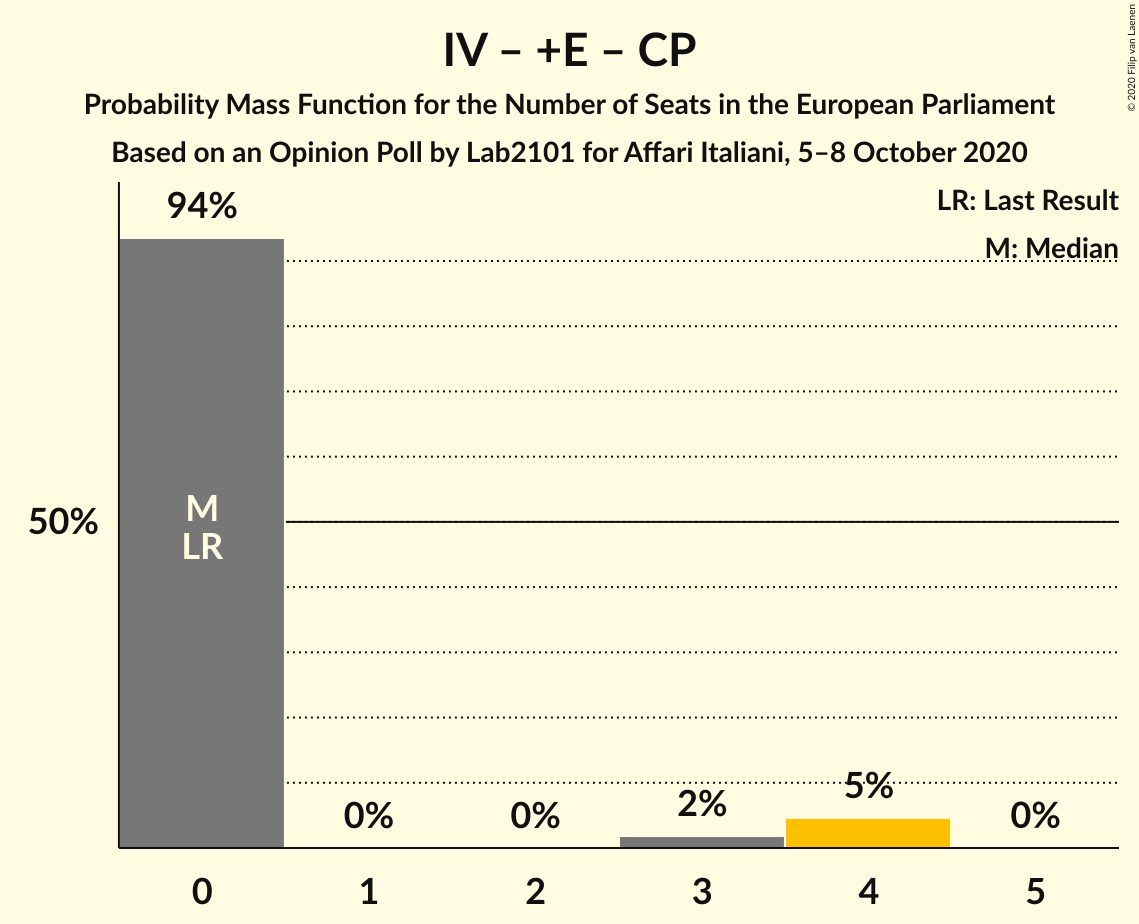 IV – +E – CP
Probability Mass Function for the Number of Seats in the European Parliament
Based on an Opinion Poll by Lab2101 for Affari Italiani, 5–8 October 2020
© 2020 Filip van Laenen
LR: Last Result
M: Median
94%
M
LR
50%
0%
0%
2%
5%
0%
0
1
2
3
4
5